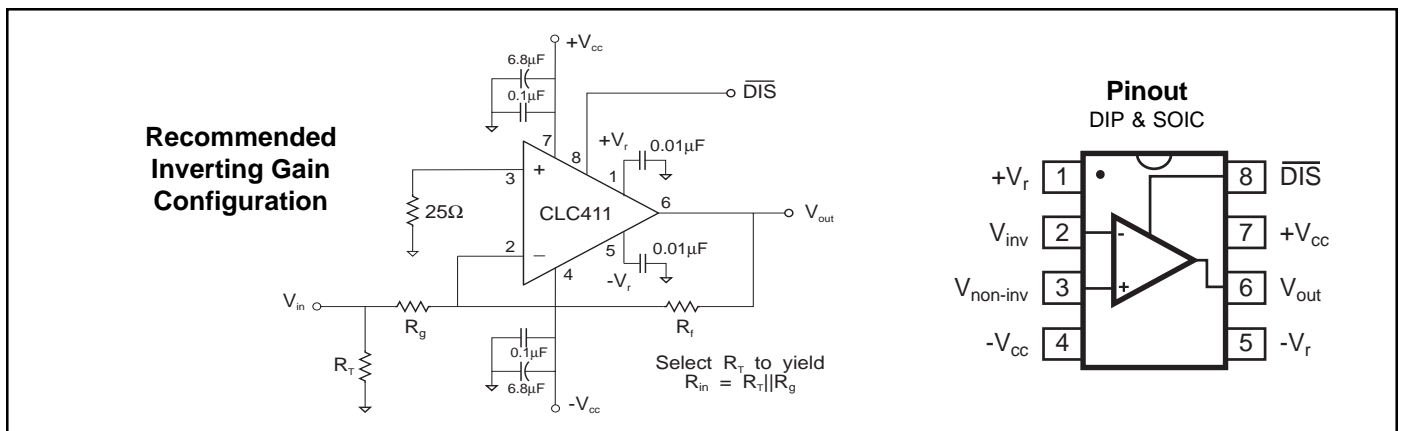 Recommended
Inverting Gain
Configuration
+Vcc
6.8µF
0.1µF
DIS
7
8
+Vr
0.01µF
1
3
+
25Ω
CLC411
6
Vout
2
−
5
0.01µF
4
-Vr
Vin
Rg
Rf
RT
0.1µF
6.8µF
-Vcc
Select RT to yield
Rin = RT||Rg
Pinout
DIP & SOIC
+Vr 1 8 DIS
Vinv 2 - 7 +Vcc
Vnon-inv 3 + 6 Vout
-Vcc 4 5 -Vr